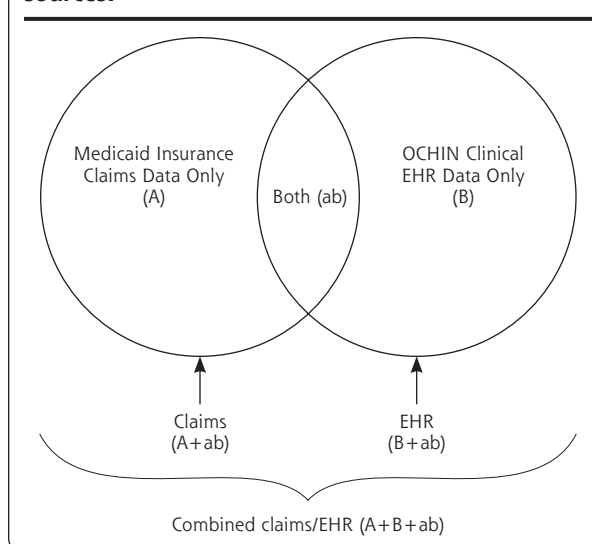 Medicaid Insurance
Claims Data Only
(A)
Both (ab)
OCHIN Clinical
EHR Data Only
(B)
Claims
(A+ab)
EHR
(B+ab)
Combined claims/EHR (A+B+ab)